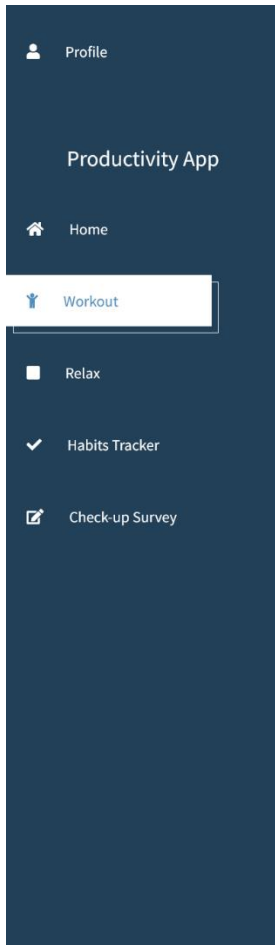 Profile
Productivity App
Home
Workout
Relax
Habits Tracker
Check-up Survey